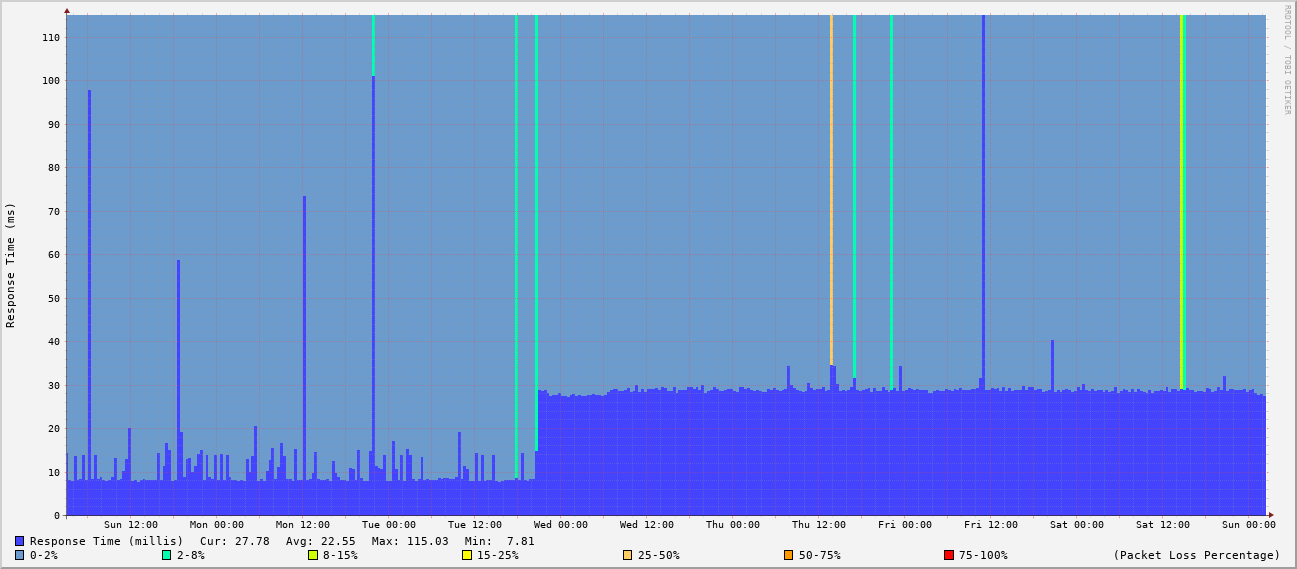 RRDTOOL / TOBI OETIKER
Response Time (ms)
110
100
90
80
70
60
50
40
30
20
10
0
Sun 12:00 Mon 00:00 Mon 12:00 Tue 00:00 Tue 12:00 Wed 00:00 Wed 12:00 Thu 00:00 Thu 12:00 Fri 00:00 Fri 12:00 Sat 00:00 Sat 12:00 Sun 00:00
Response Time (millis) Cur: 27.78 Avg: 22.55 Max: 115.03 Min: 7.81
0-2% 2-8% 8-15% 15-25% 25-50% 50-75% 75-100% (Packet Loss Percentage)